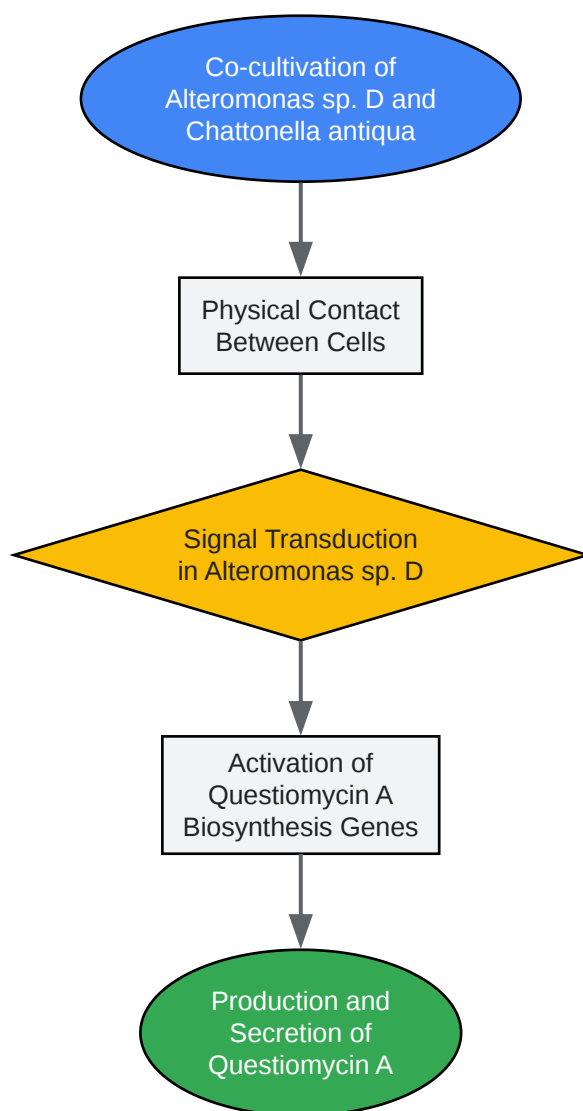 Co-cultivation of
Alteromonas sp. D and
Chattonella antiqua
Physical Contact
Between Cells
Signal Transduction
in Alteromonas sp. D
Activation of
Questiomycin A
Biosynthesis Genes
Production and
Secretion of
Questiomycin A